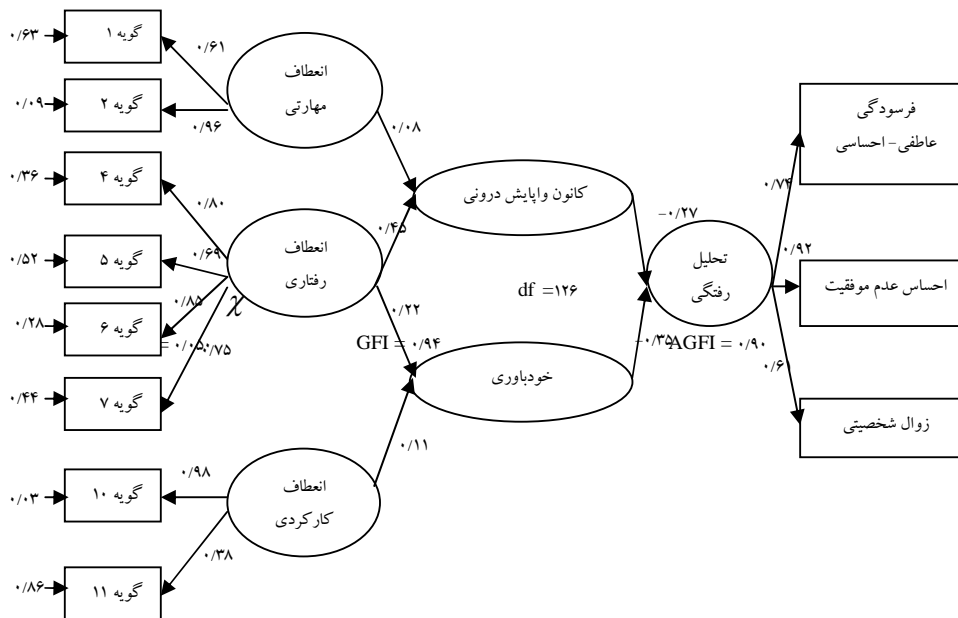 گویه ۱
۰/۶۳
۰/۶۱
گویه ۲
۰/۰۹
۰/۹۶
انعطاف
مهارتی
۰/۰۸
گویه ۴
۰/۳۶
۰/۸۰
گویه ۵
۰/۵۲
۰/۶۹
گویه ۶
۰/۲۸
۰/۸۵
گویه ۷
۰/۴۴
= ۰/۰۵
۰/۷۵
χ
انعطاف
رفتاری
۰/۴۵
۰/۲۲
گویه ۱۰
۰/۰۳
۰/۹۸
گویه ۱۱
۰/۸۶
۰/۳۸
انعطاف
کارکردی
۰/۱۱
کانون واپایش درونی
خودباوری
df =۱۲۶
GFI = ۰/۹۴
AGFI = ۰/۹۰
-۰/۲۷
-۰/۳۵
تحلیل
رفتگی
۰/۷۴
۰/۹۲
۰/۶۱
فرسودگی
عاطفی- احساسی
احساس عدم موفقیت
زوال شخصیتی